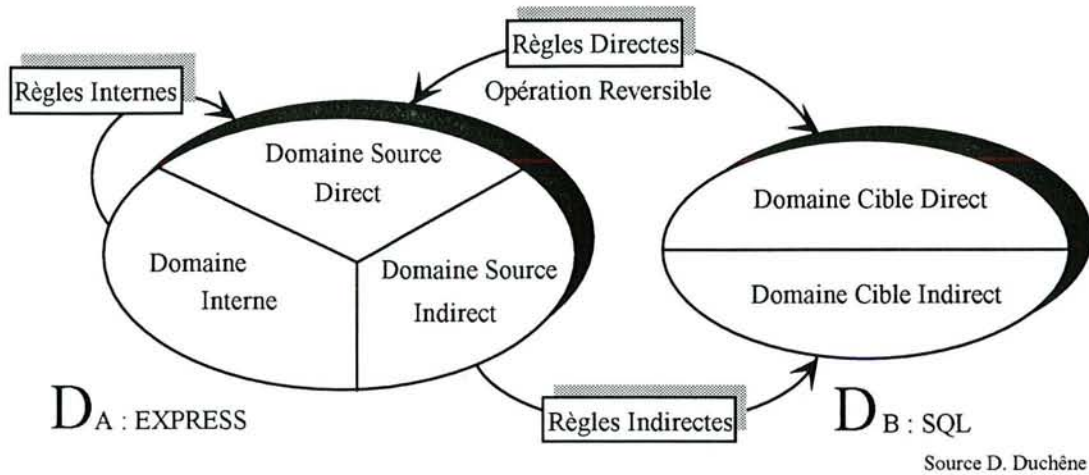 Règles Directes
Règles Internes
Opération Reversible
Domaine Source
Direct
Domaine Cible Direct
Domaine
Interne
Domaine Source
Indirect
Domaine Cible Indirect
DA : EXPRESS
Règles Indirectes
DB : SQL
Source D. Duchêne